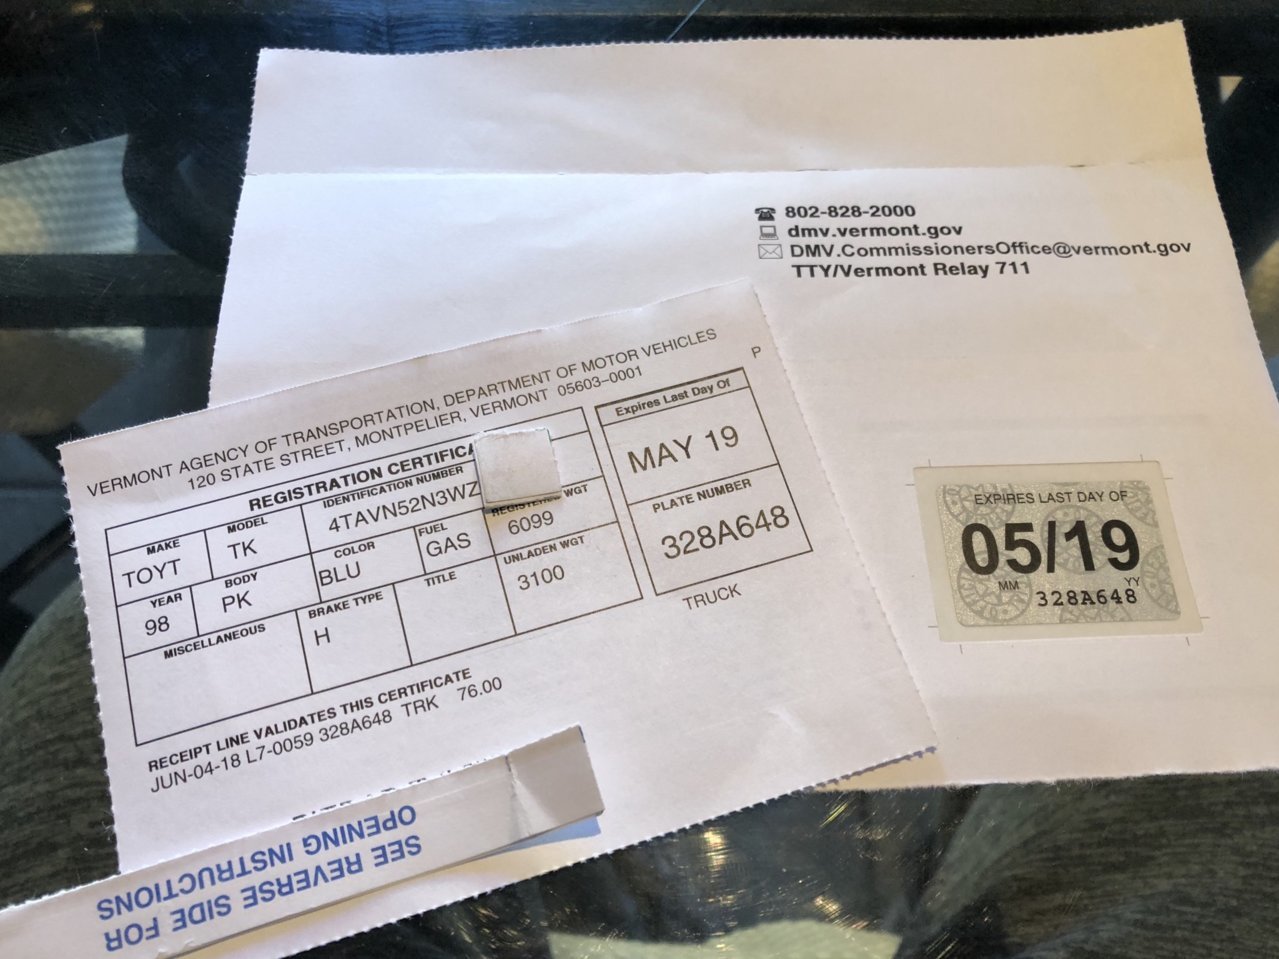 802-828-2000
dmv.vermont.gov
DMV.CommissionersOffice@vermont.gov
TTY/Vermont Relay 711
P
VERMONT AGENCY OF TRANSPORTATION, DEPARTMENT OF MOTOR VEHICLES
120 STATE STREET, MONTPELIER, VERMONT 05603-0001
REGISTRATION CERTIFICA
MAKE MODEL IDENTIFICATION NUMBER
TOYT TK 4TAVN52N3WZ
YEAR BODY COLOR FUEL REGISTERED WGT
98 PK BLU GAS 6099
MISCELLANEOUS BRAKE TYPE TITLE UNLADEN WGT
H 3100
Expires Last Day Of
MAY 19
PLATE NUMBER
328A648
TRUCK
RECEIPT LINE VALIDATES THIS CERTIFICATE
JUN-04-18 L7-0059 328A648 TRK 76.00
SEE REVERSE SIDE FOR
OPENING INSTRUCTIONS
EXPIRES LAST DAY OF
05/19
MM YY
328A648